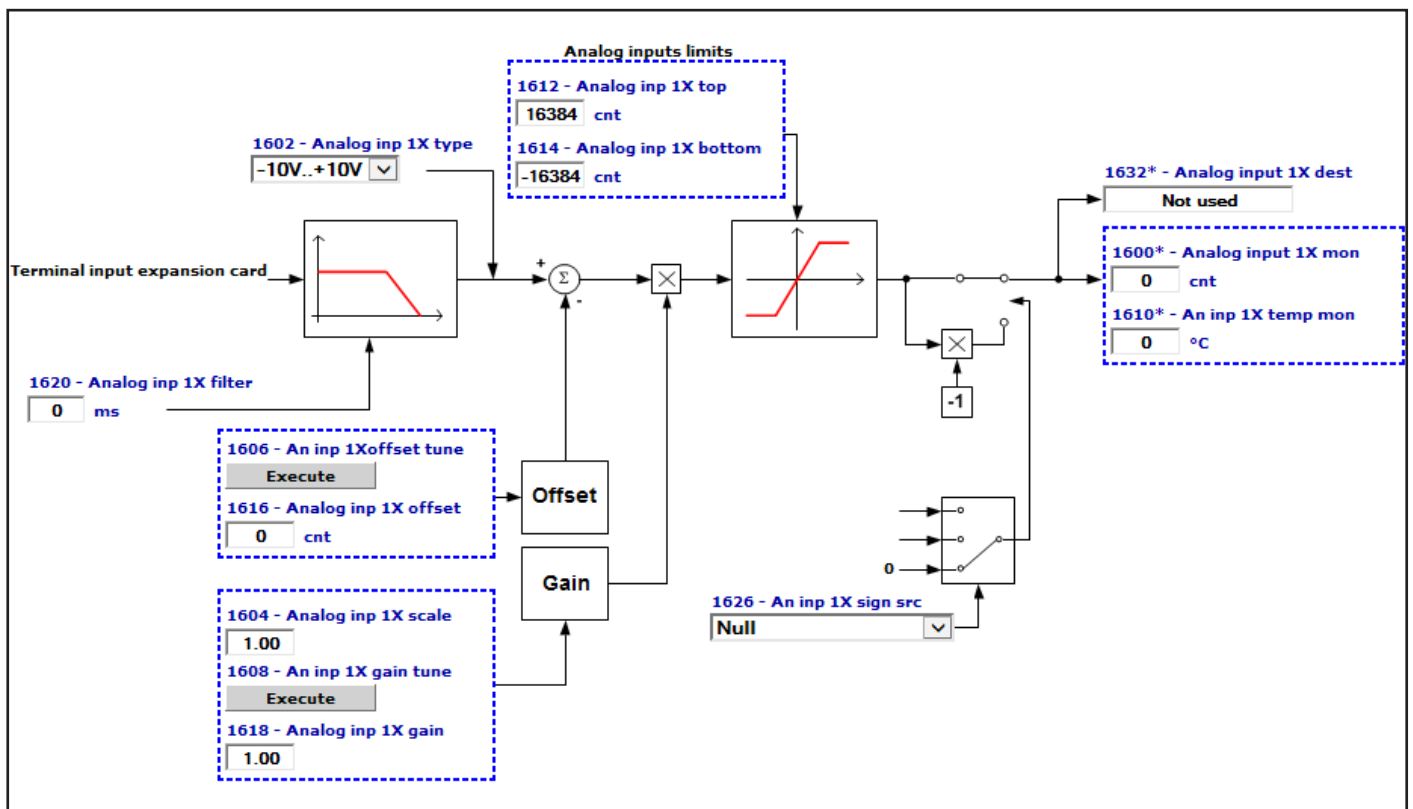 Analog inputs limits
1612 - Analog inp 1X top
16384 cnt
1614 - Analog inp 1X bottom
-16384 cnt
1602 - Analog inp 1X type
-10V..+10V
1632* - Analog input 1X dest
Not used
Terminal input expansion card
+
Σ
-
1600* - Analog input 1X mon
0 cnt
1610* - An inp 1X temp mon
0 °C
-1
1620 - Analog inp 1X filter
0 ms
1606 - An inp 1Xoffset tune
Execute
1616 - Analog inp 1X offset
0 cnt
Offset
Gain
0
1604 - Analog inp 1X scale
1.00
1608 - An inp 1X gain tune
Execute
1618 - Analog inp 1X gain
1.00
1626 - An inp 1X sign src
Null